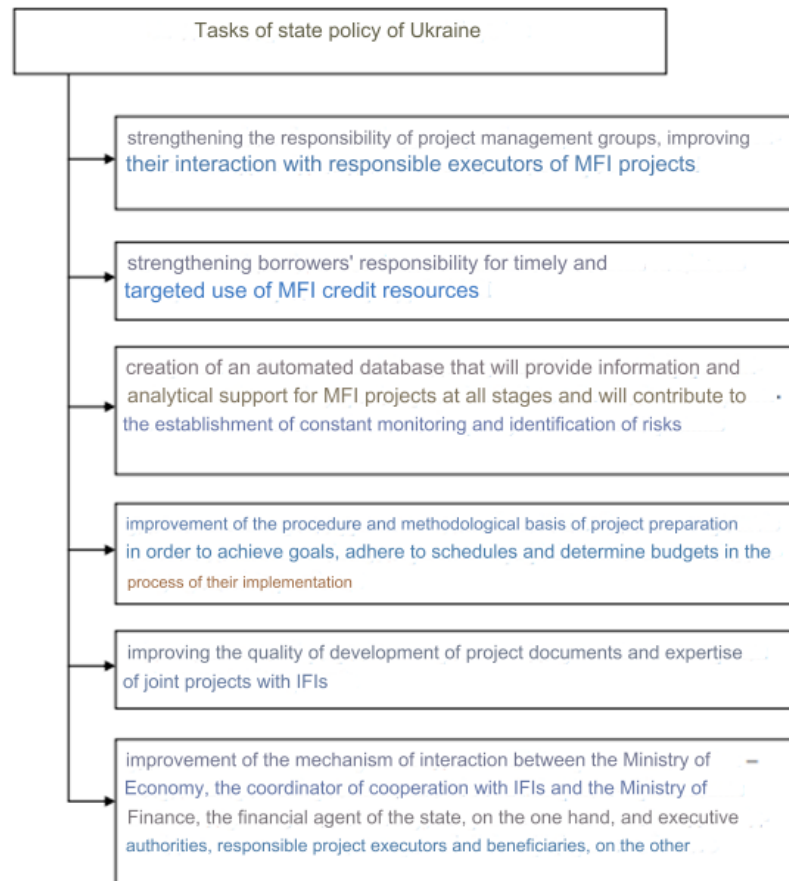 Tasks of state policy of Ukraine
strengthening the responsibility of project management groups, improving
their interaction with responsible executors of MFI projects
strengthening borrowers' responsibility for timely and
targeted use of MFI credit resources
creation of an automated database that will provide information and
analytical support for MFI projects at all stages and will contribute to
the establishment of constant monitoring and identification of risks
improvement of the procedure and methodological basis of project preparation
in order to achieve goals, adhere to schedules and determine budgets in the
process of their implementation
improving the quality of development of project documents and expertise
of joint projects with IFIs
improvement of the mechanism of interaction between the Ministry of
Economy, the coordinator of cooperation with IFIs and the Ministry of
Finance, the financial agent of the state, on the one hand, and executive
authorities, responsible project executors and beneficiaries, on the other